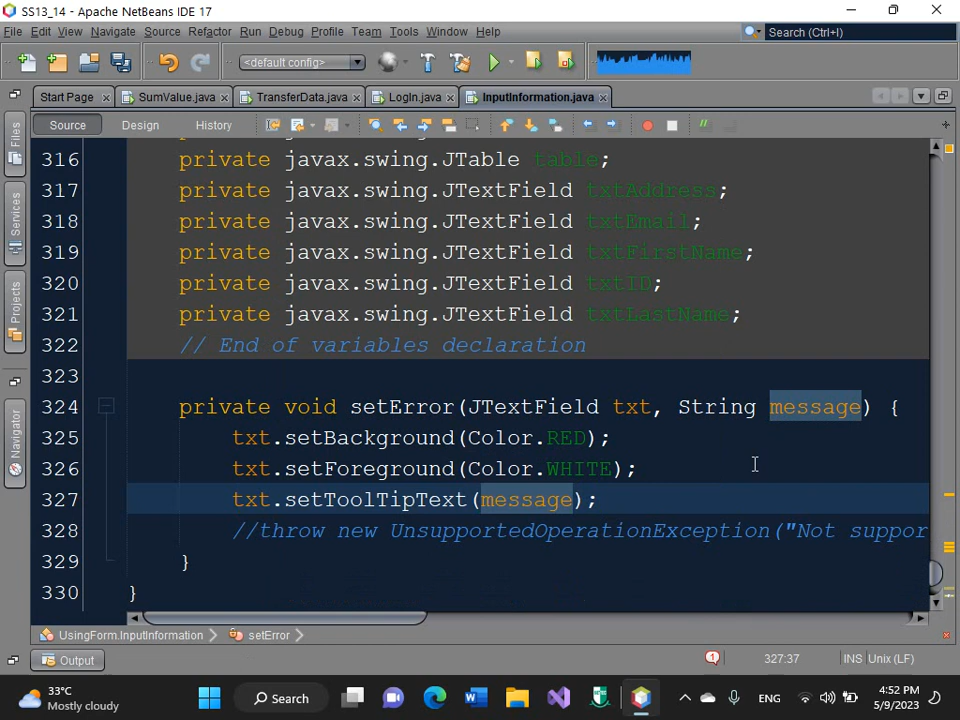 SS13_14 - Apache NetBeans IDE 17
File Edit View Navigate Source Refactor Run Debug Profile Team Tools Window Help
Search (Ctrl+I)
<default config>
Start Page
SumValue.java
TransferData.java
LogIn.java
InputInformation.java
Source Design History
Files
Services
Projects
Navigator
316 private javax.swing.JTable table;
317 private javax.swing.JTextField txtAddress;
318 private javax.swing.JTextField txtEmail;
319 private javax.swing.JTextField txtFirstName;
320 private javax.swing.JTextField txtID;
321 private javax.swing.JTextField txtLastName;
322 // End of variables declaration
323
324 private void setError(JTextField txt, String message) {
325 txt.setBackground(Color.RED);
326 txt.setForeground(Color.WHITE);
327 txt.setToolTipText(message);
328 //throw new UnsupportedOperationException("Not suppor
329 }
330 }
UsingForm.InputInformation
setError
Output
1
327:37
INS
Unix (LF)
33°C
Mostly cloudy
Search
ENG
4:52 PM
5/9/2023